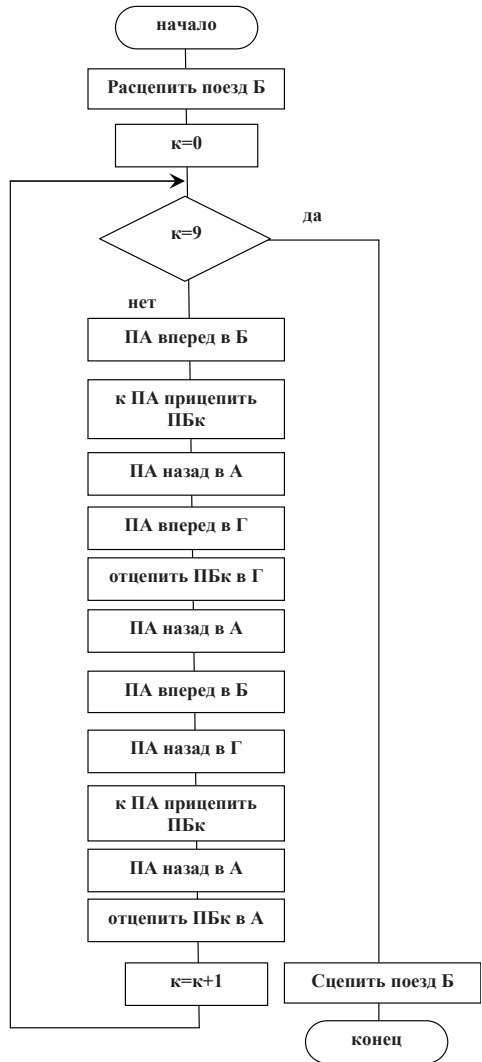 начало
Расцепить поезд Б
к=0
к=9
да
нет
ПА вперед в Б
к ПА прицепить
ПБк
ПА назад в А
ПА вперед в Г
отцепить ПБк в Г
ПА назад в А
ПА вперед в Б
ПА назад в Г
к ПА прицепить
ПБк
ПА назад в А
отцепить ПБк в А
к=к+1
Сцепить поезд Б
конец